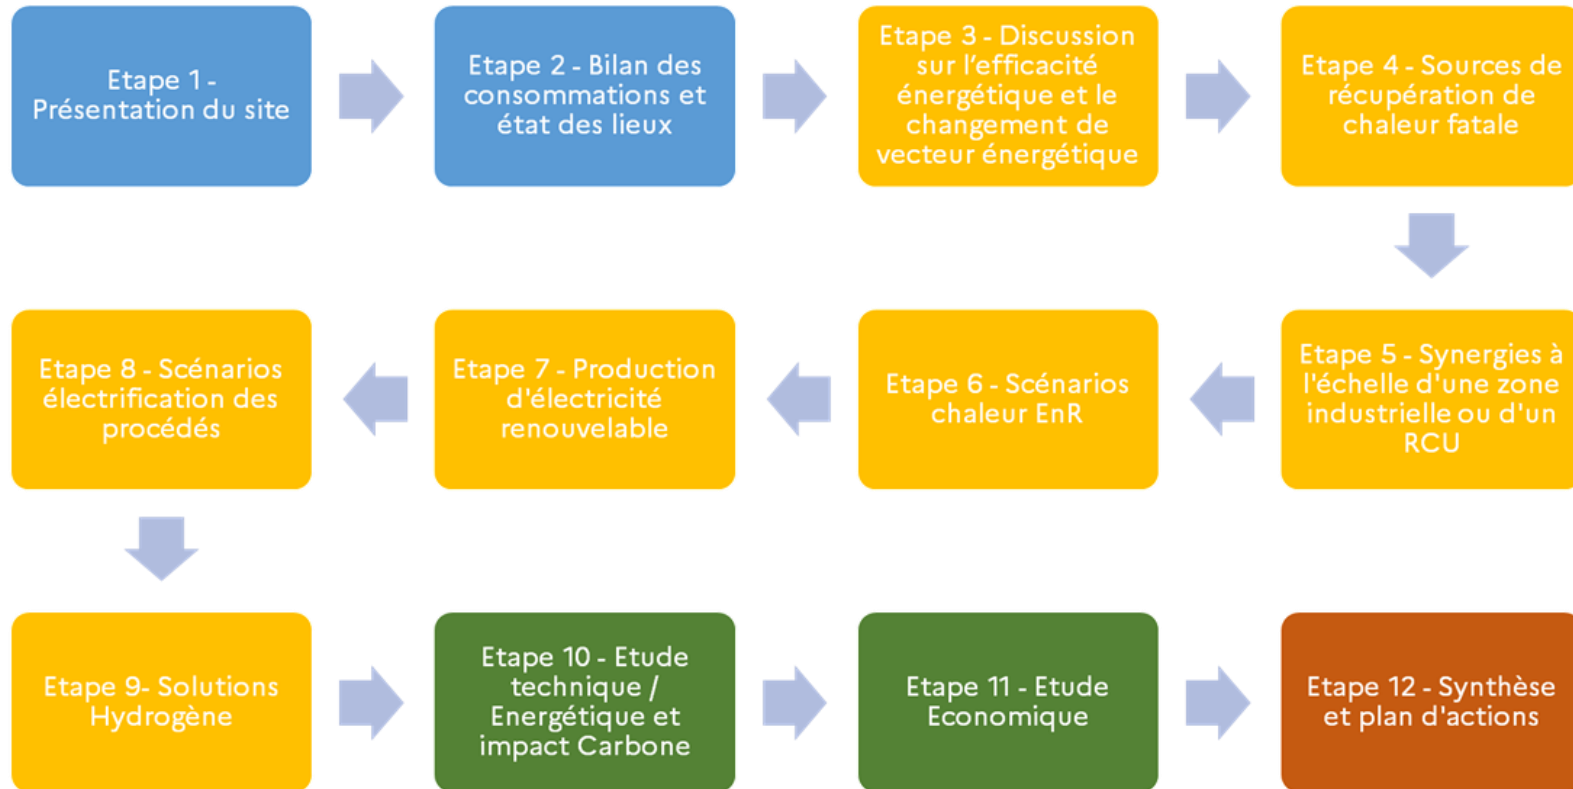 Etape 1 -
Présentation du site
Etape 2 - Bilan des
consommations et
état des lieux
Etape 3 - Discussion
sur l’efficacité
énergétique et le
changement de
vecteur énergétique
Etape 4 - Sources de
récupération de
chaleur fatale
Etape 8 - Scénarios
électrification des
procédés
Etape 7 - Production
d'électricité
renouvelable
Etape 6 - Scénarios
chaleur EnR
Etape 5 - Synergies à
l'échelle d'une zone
industrielle ou d'un
RCU
Etape 9- Solutions
Hydrogène
Etape 10 - Etude
technique /
Energétique et
impact Carbone
Etape 11 - Etude
Economique
Etape 12 - Synthèse
et plan d'actions